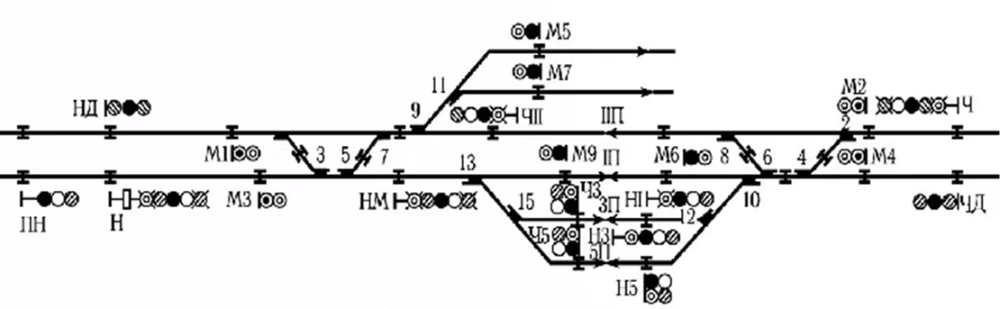 М5
11
М7
НД
9
ЧII
IIП
М2
2
Ч
М1
3
5
7
М9
IП
М6
8
6
4
М4
13
10
ПН
Н
М3
НМ
15
Ч3
3П
НI
12
ЧД
Ч5
5П
Н3
Н5